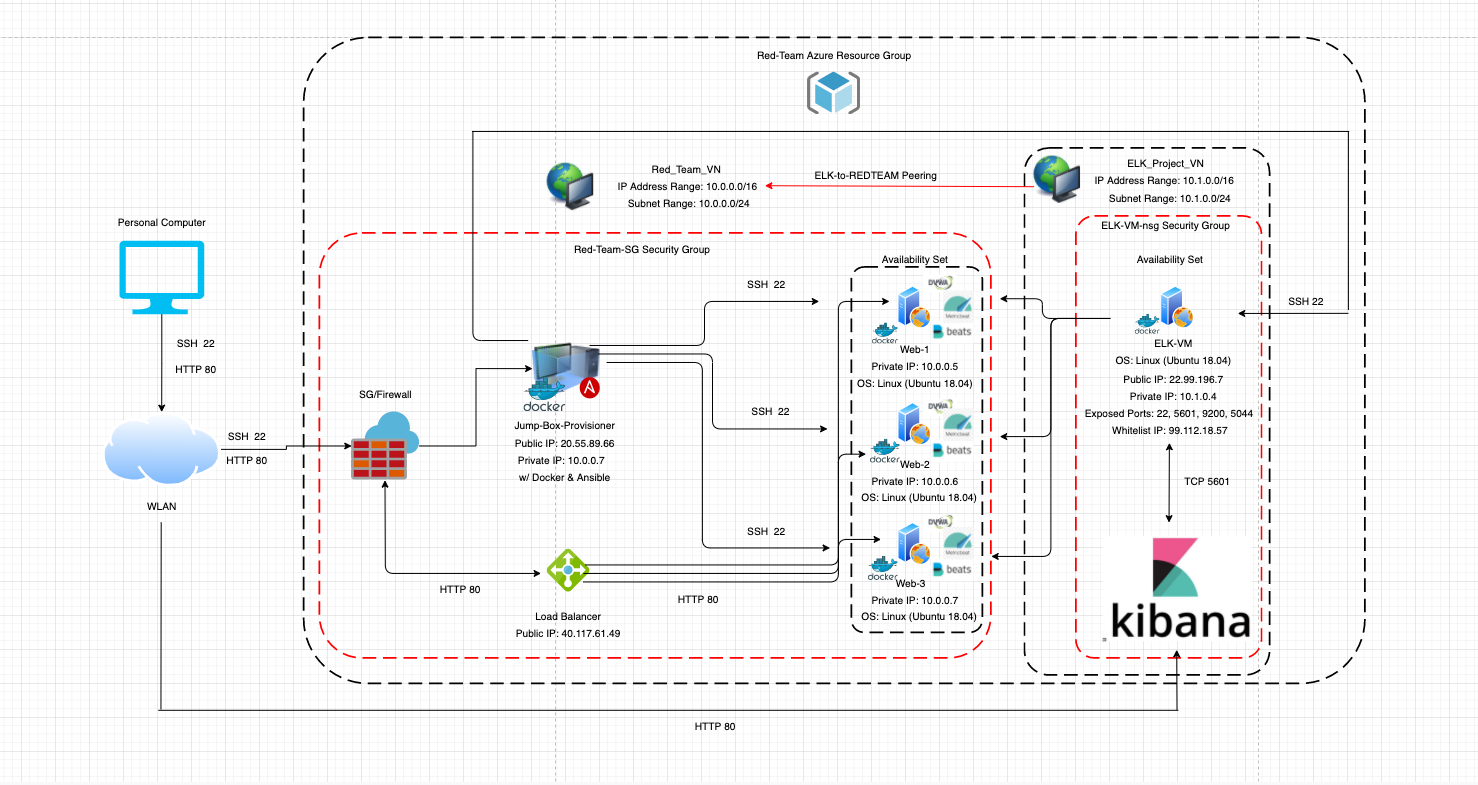 Red-Team Azure Resource Group
Red_Team_VN
IP Address Range: 10.0.0.0/16
Subnet Range: 10.0.0.0/24
ELK-to-REDTEAM Peering
ELK_Project_VN
IP Address Range: 10.1.0.0/16
Subnet Range: 10.1.0.0/24
Personal Computer
SSH 22
HTTP 80
WLAN
SSH 22
HTTP 80
Red-Team-SG Security Group
SG/Firewall
docker
Jump-Box-Provisioner
Public IP: 20.55.89.66
Private IP: 10.0.0.7
w/ Docker & Ansible
SSH 22
SSH 22
SSH 22
HTTP 80
Load Balancer
Public IP: 40.117.61.49
HTTP 80
Availability Set
DVWA
Metricbeat
docker
beats
Web-1
Private IP: 10.0.0.5
OS: Linux (Ubuntu 18.04)
DVWA
Metricbeat
docker
beats
Web-2
Private IP: 10.0.0.6
OS: Linux (Ubuntu 18.04)
DVWA
Metricbeat
docker
beats
Web-3
Private IP: 10.0.0.7
OS: Linux (Ubuntu 18.04)
ELK-VM-nsg Security Group
Availability Set
docker
ELK-VM
OS: Linux (Ubuntu 18.04)
Public IP: 22.99.196.7
Private IP: 10.1.0.4
Exposed Ports: 22, 5601, 9200, 5044
Whitelist IP: 99.112.18.57
SSH 22
TCP 5601
kibana
HTTP 80